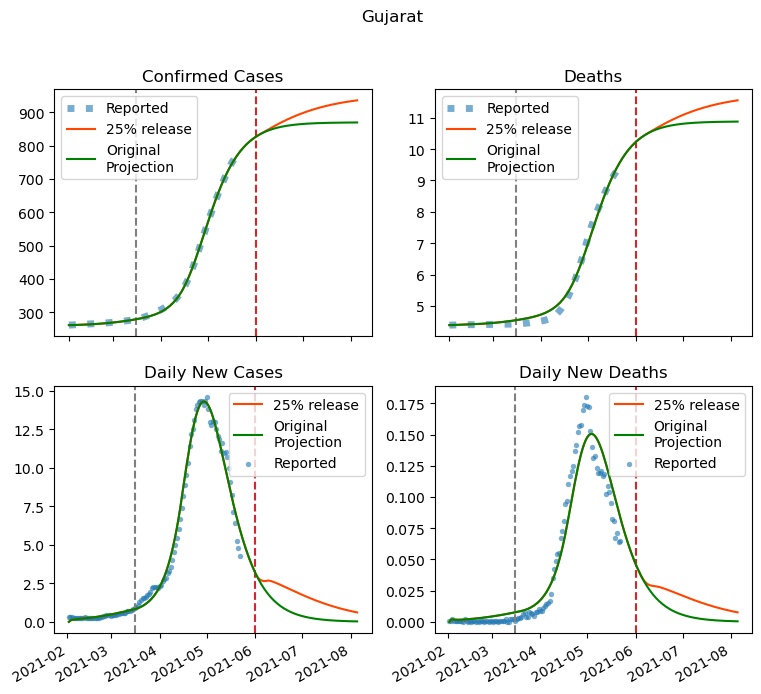 Gujarat
Confirmed Cases
Reported
25% release
Original
Projection
900
800
700
600
500
400
300
Deaths
Reported
25% release
Original
Projection
11
10
9
8
7
6
5
Daily New Cases
25% release
Original
Projection
Reported
15.0
12.5
10.0
7.5
5.0
2.5
0.0
2021-02
2021-03
2021-04
2021-05
2021-06
2021-07
2021-08
Daily New Deaths
25% release
Original
Projection
Reported
0.175
0.150
0.125
0.100
0.075
0.050
0.025
0.000
2021-02
2021-03
2021-04
2021-05
2021-06
2021-07
2021-08